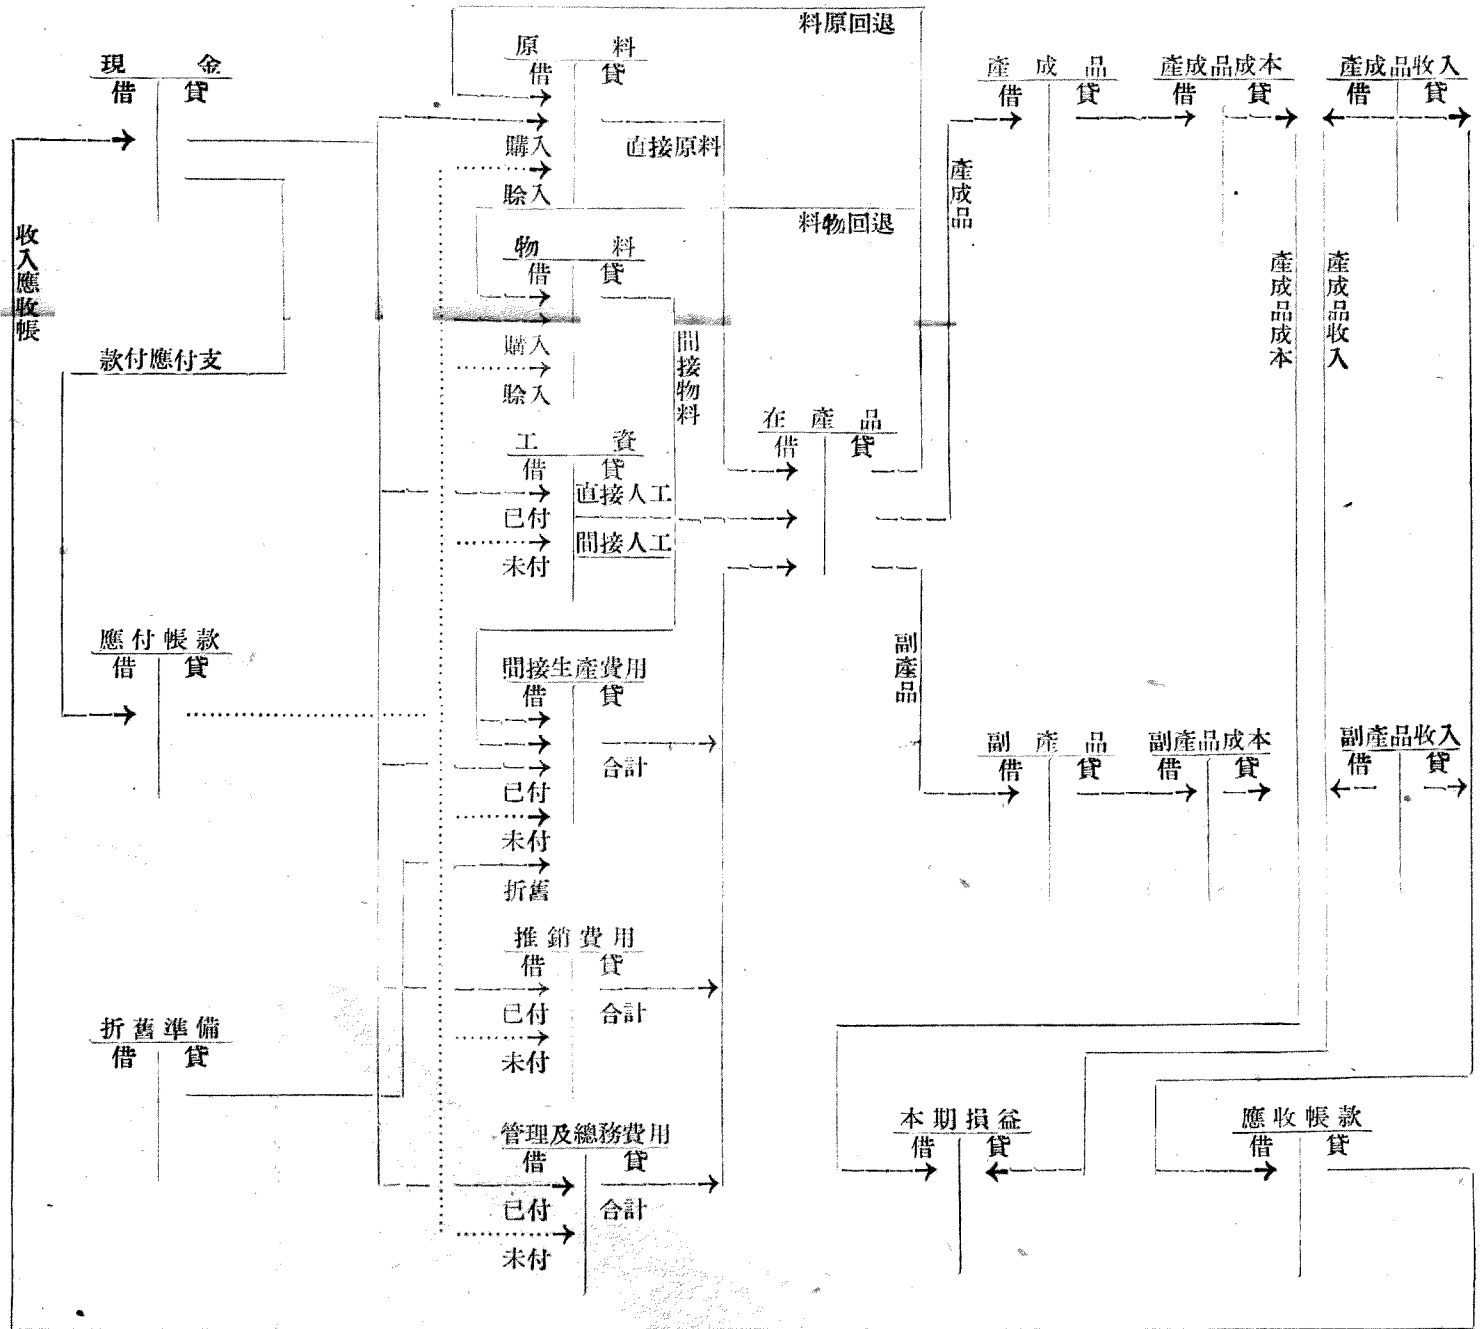 料原回退
原 料
借 貸
購入
賒入
直接原料
現 金
借 貸
收入應收帳
款付應付支
料物回退
物 料
借 貸
購入
賒入
間接物料
工 資
借 貸
已付
未付
直接人工
間接人工
在產品
借 貸
應付帳款
借 貸
間接生產費用
借 貸
已付
未付
折舊
合計
推銷費用
借 貸
已付
未付
合計
折舊準備
借 貸
管理及總務費用
借 貸
已付
未付
合計
產成品
副產品
產成品
借 貸
產成品成本
借 貸
產成品收入
借 貸
產成品成本
產成品收入
副產品
借 貸
副產品成本
借 貸
副產品收入
借 貸
本期損益
借 貸
應收帳款
借 貸